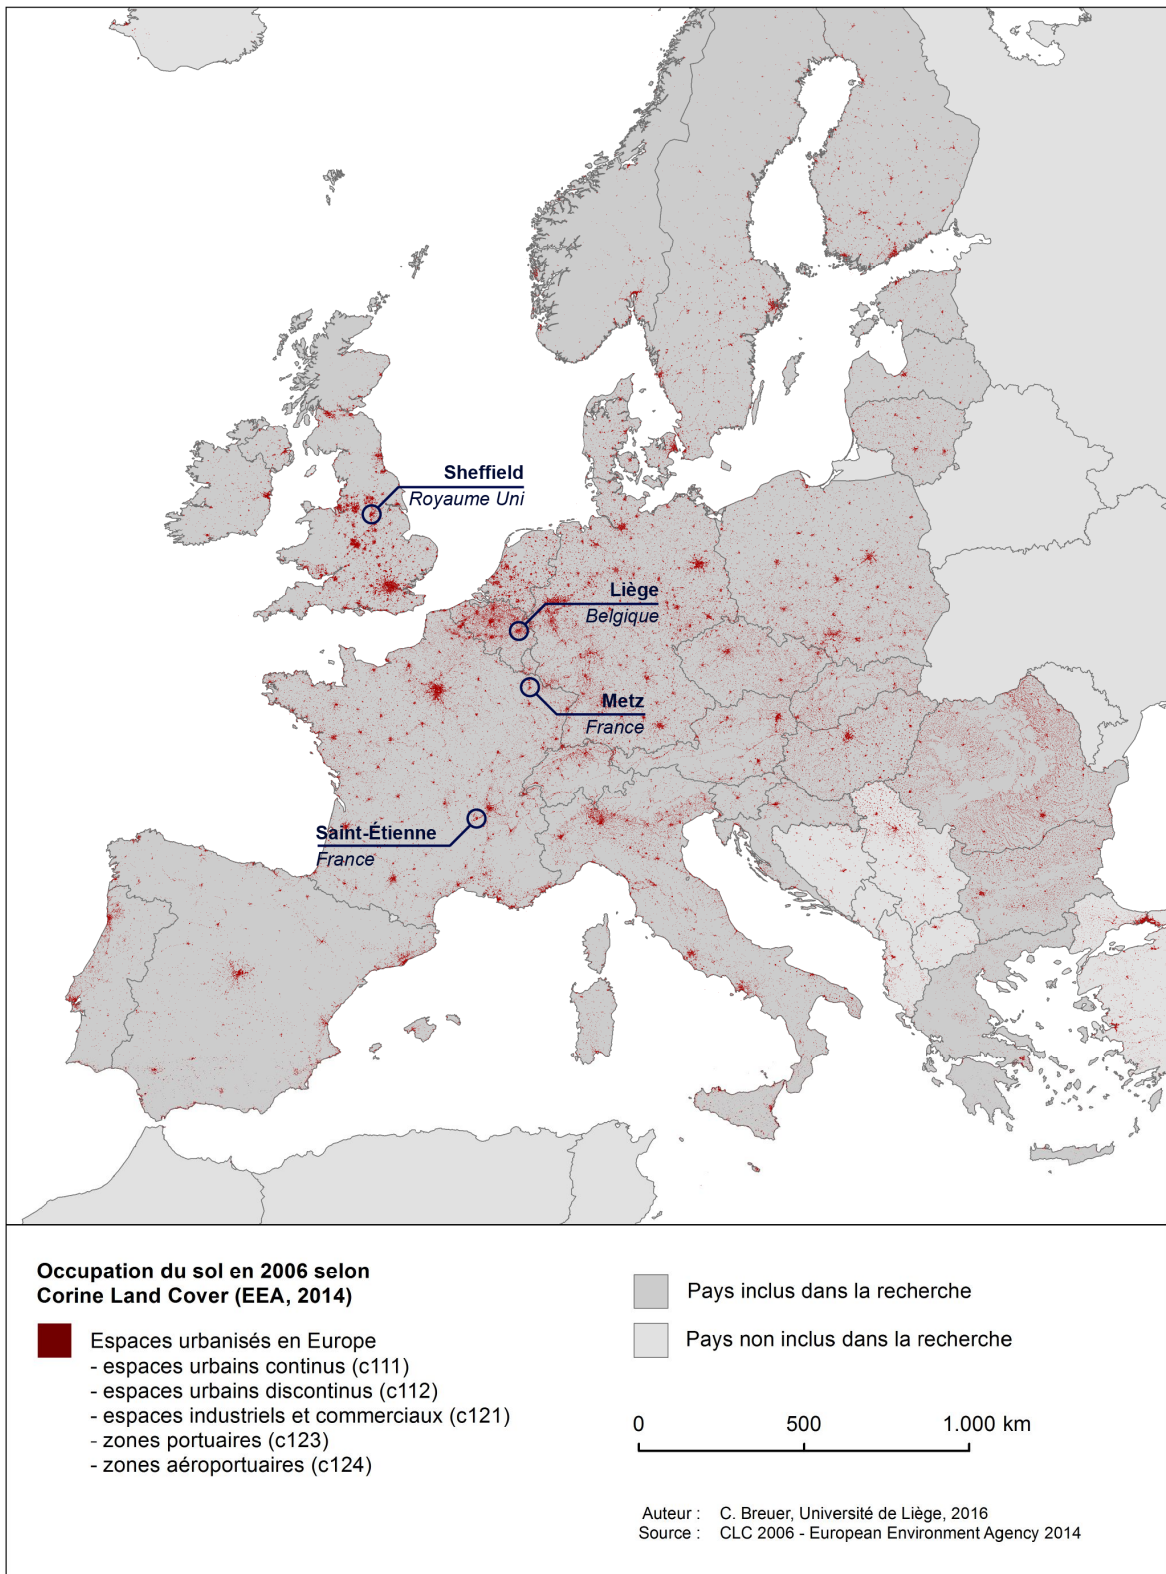 Sheffield
Royaume Uni
Liège
Belgique
Metz
France
Saint-Étienne
France
Occupation du sol en 2006 selon
Corine Land Cover (EEA, 2014)
Espaces urbanisés en Europe
- espaces urbains continus (c111)
- espaces urbains discontinus (c112)
- espaces industriels et commerciaux (c121)
- zones portuaires (c123)
- zones aéroportuaires (c124)
Pays inclus dans la recherche
Pays non inclus dans la recherche
0 500 1.000 km
Auteur : C. Breuer, Université de Liège, 2016
Source : CLC 2006 - European Environment Agency 2014